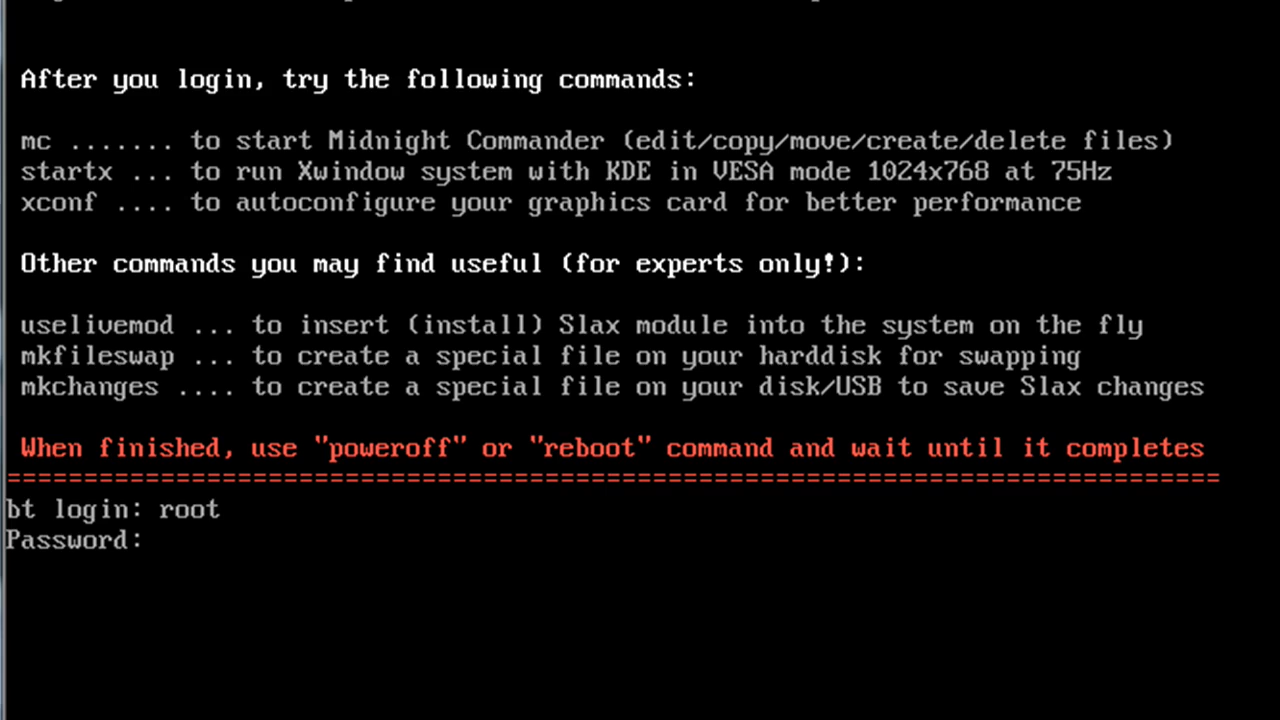 After you login, try the following commands:
mc ....... to start Midnight Commander (edit/copy/move/create/delete files)
startx ... to run Xwindow system with KDE in VESA mode 1024x768 at 75Hz
xconf .... to autoconfigure your graphics card for better performance
Other commands you may find useful (for experts only!):
uselivemod ... to insert (install) Slax module into the system on the fly
mkfileswap ... to create a special file on your harddisk for swapping
mkchanges .... to create a special file on your disk/USB to save Slax changes
When finished, use "poweroff" or "reboot" command and wait until it completes
===============================================================================
bt login: root
Password: